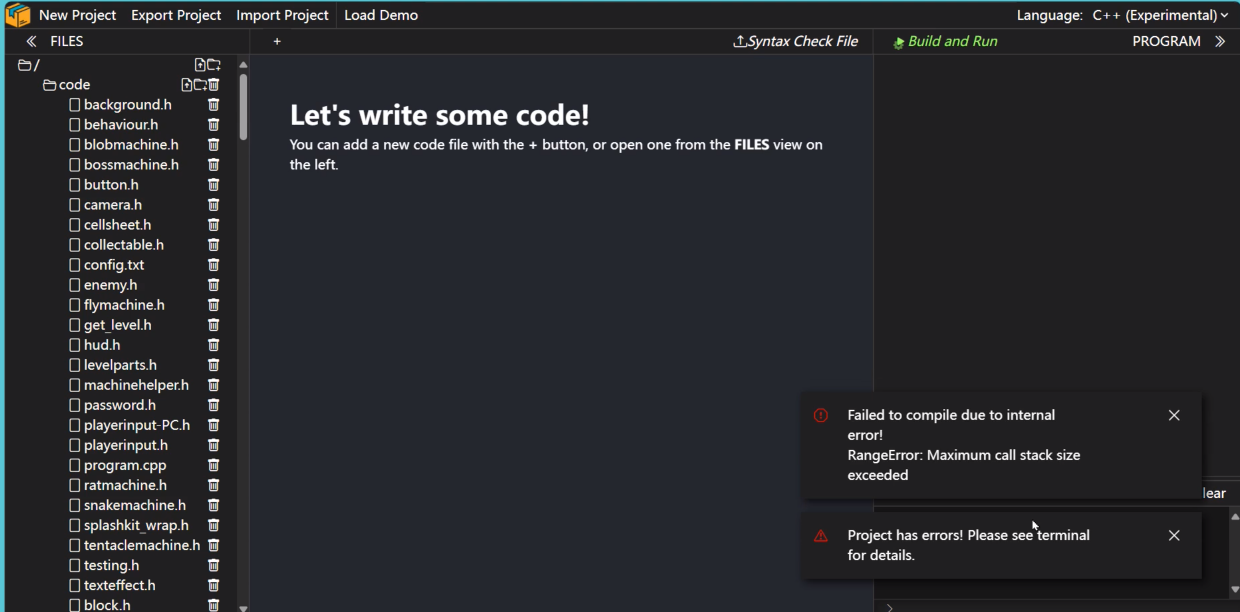 New Project Export Project Import Project Load Demo Language: C++ (Experimental)
FILES + Syntax Check File Build and Run PROGRAM
/
code
background.h
behaviour.h
blobmachine.h
bossmachine.h
button.h
camera.h
cellsheet.h
collectable.h
config.txt
enemy.h
flymachine.h
get_level.h
hud.h
levelparts.h
machinehelper.h
password.h
playerinput-PC.h
playerinput.h
program.cpp
ratmachine.h
snakemachine.h
splashkit_wrap.h
tentaclemachine.h
testing.h
texteffect.h
block.h
Let's write some code!
You can add a new code file with the + button, or open one from the FILES view on
the left.
Failed to compile due to internal
error!
RangeError: Maximum call stack size
exceeded
lear
Project has errors! Please see terminal
for details.
>